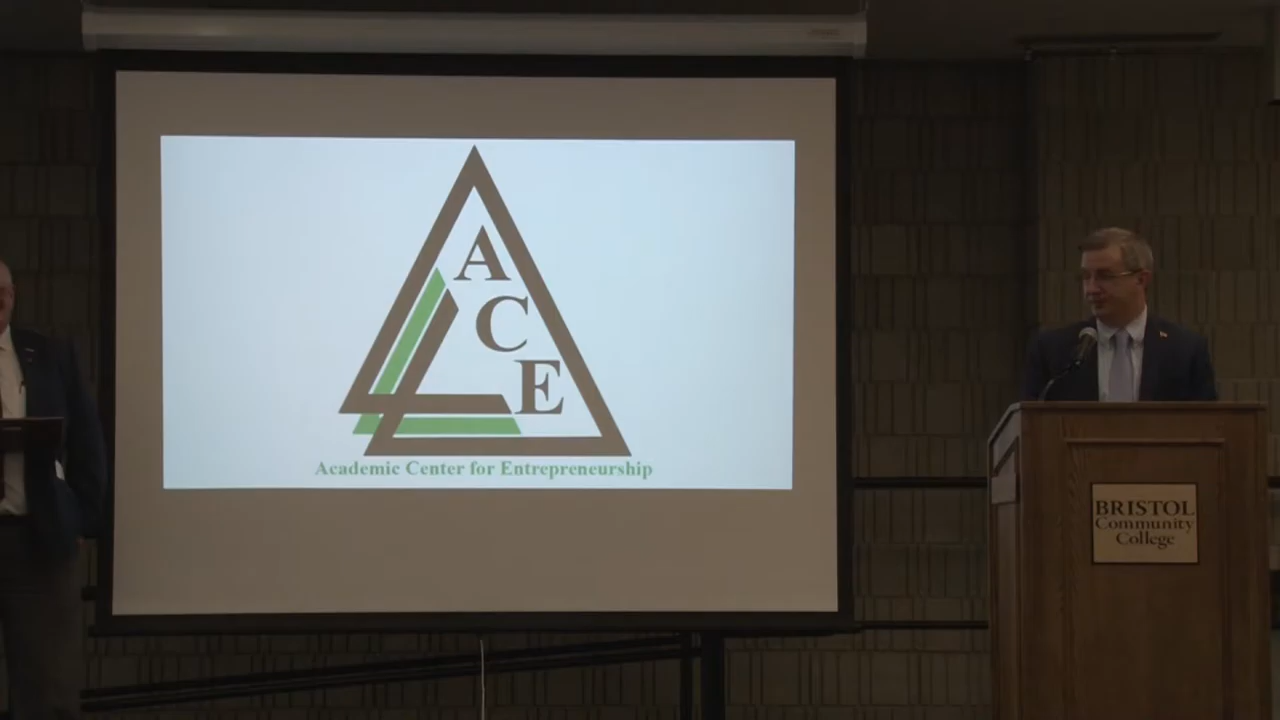 A
C
E
Academic Center for Entrepreneurship
BRISTOL
Community
College